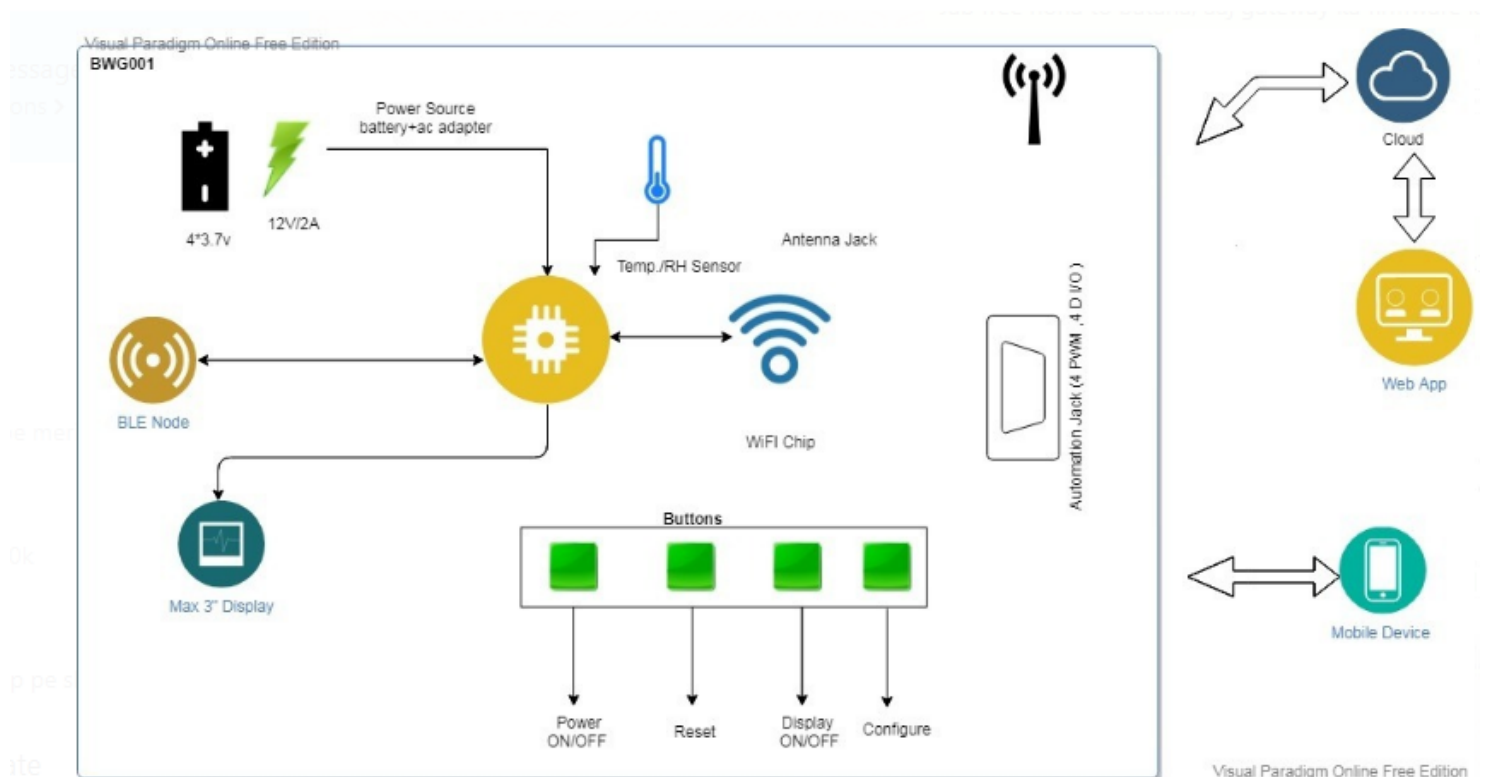 Visual Paradigm Online Free Edition
BWG001
Power Source
battery+ac adapter
4*3.7v
12V/2A
Temp./RH Sensor
Antenna Jack
BLE Node
WiFI Chip
Automation Jack (4 PWM ,4 D I/O )
Max 3" Display
Buttons
Power
ON/OFF
Reset
Display
ON/OFF
Configure
Cloud
Web App
Mobile Device
Visual Paradigm Online Free Edition